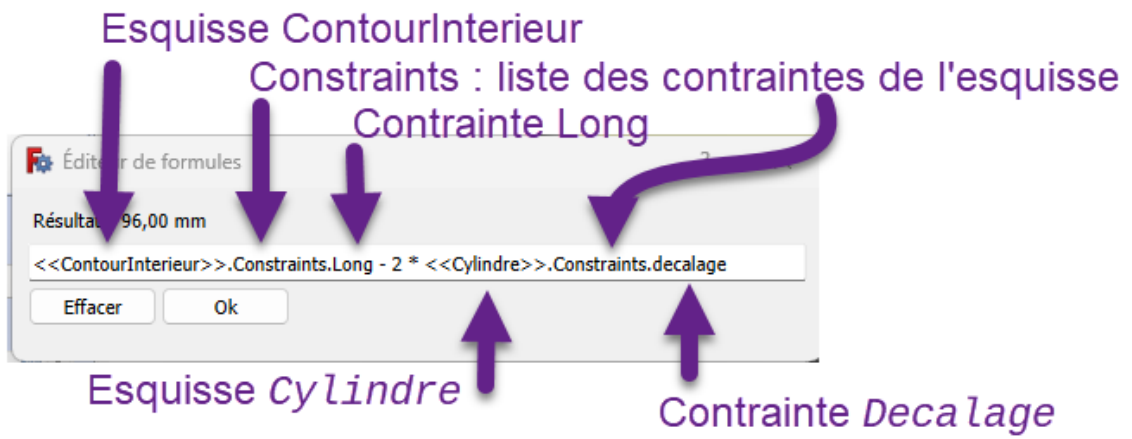 Esquisse ContourInterieur
Constraints : liste des contraintes de l'esquisse
Contrainte Long
Éditeur de formules
?
Résultat 96,00 mm
<<ContourInterieur>>.Constraints.Long - 2 * <<Cylindre>>.Constraints.decalage
Effacer
Ok
Esquisse Cylindre
Contrainte Decalage